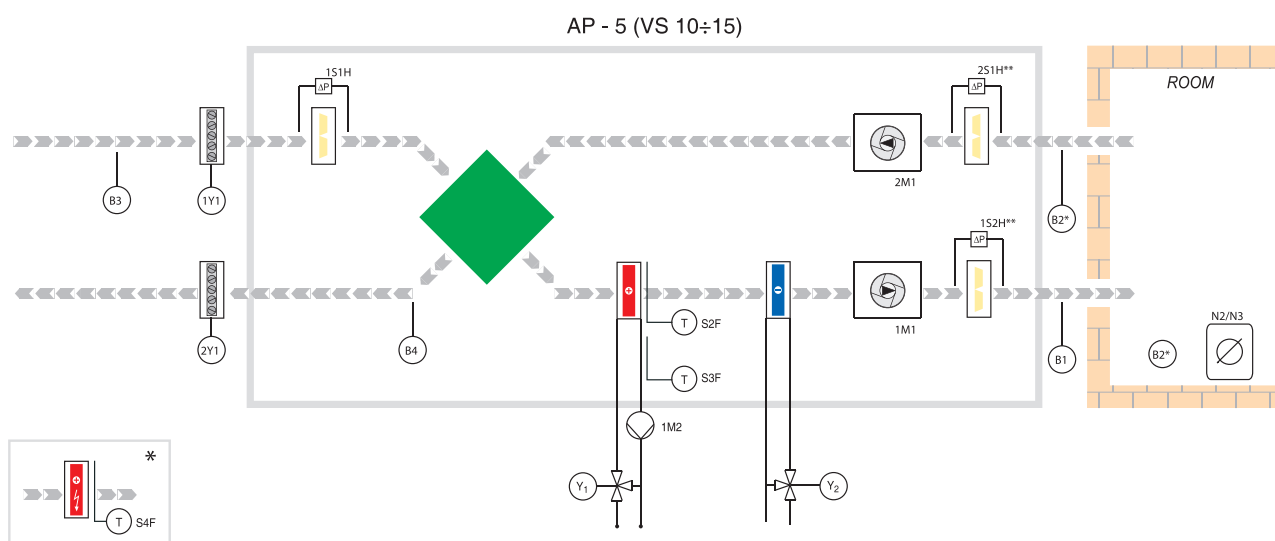 AP - 5 (VS 10÷15)
1S1H
ΔP
2S1H**
ΔP
ROOM
B3
1Y1
2M1
B2*
1S2H**
ΔP
2Y1
B4
T S2F
T S3F
1M1
B1
N2/N3
B2*
1M2
Y1
Y2
*
T S4F